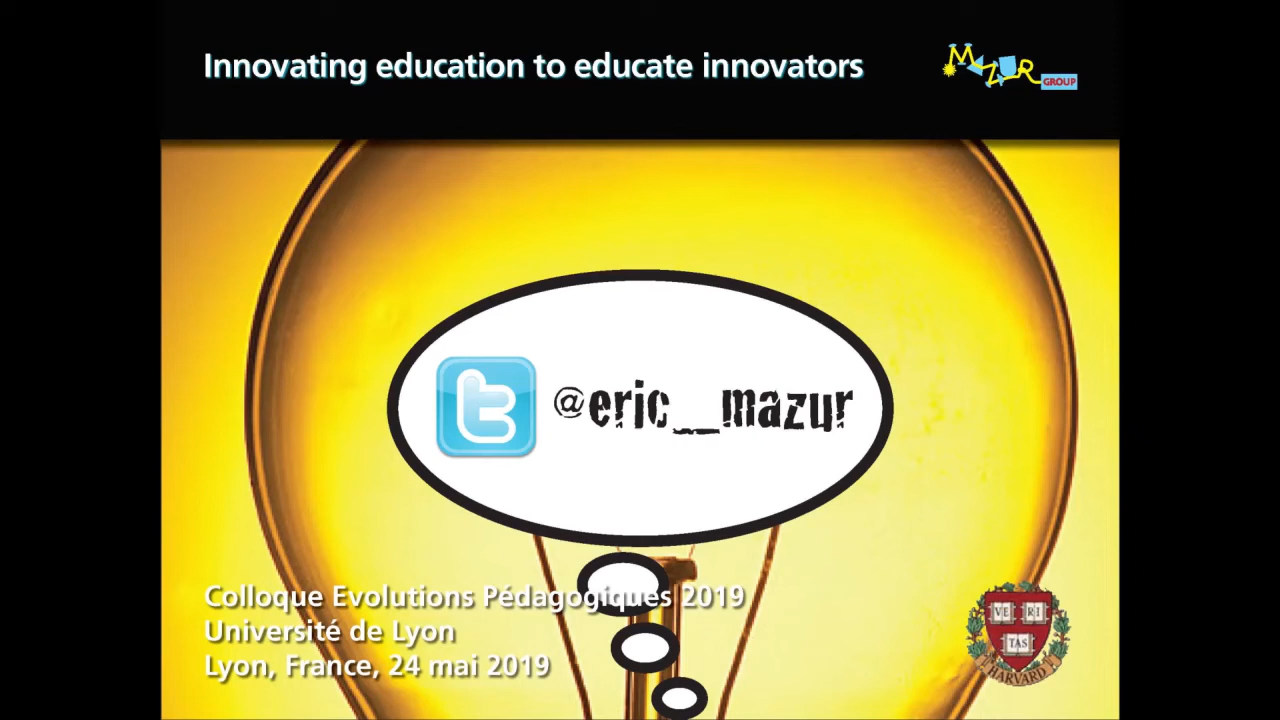 Innovating education to educate innovators
MAZUR
GROUP
@eric__mazur
Colloque Evolutions Pédagogiques 2019
Université de Lyon
Lyon, France, 24 mai 2019
VE RI
TAS
HARVARD